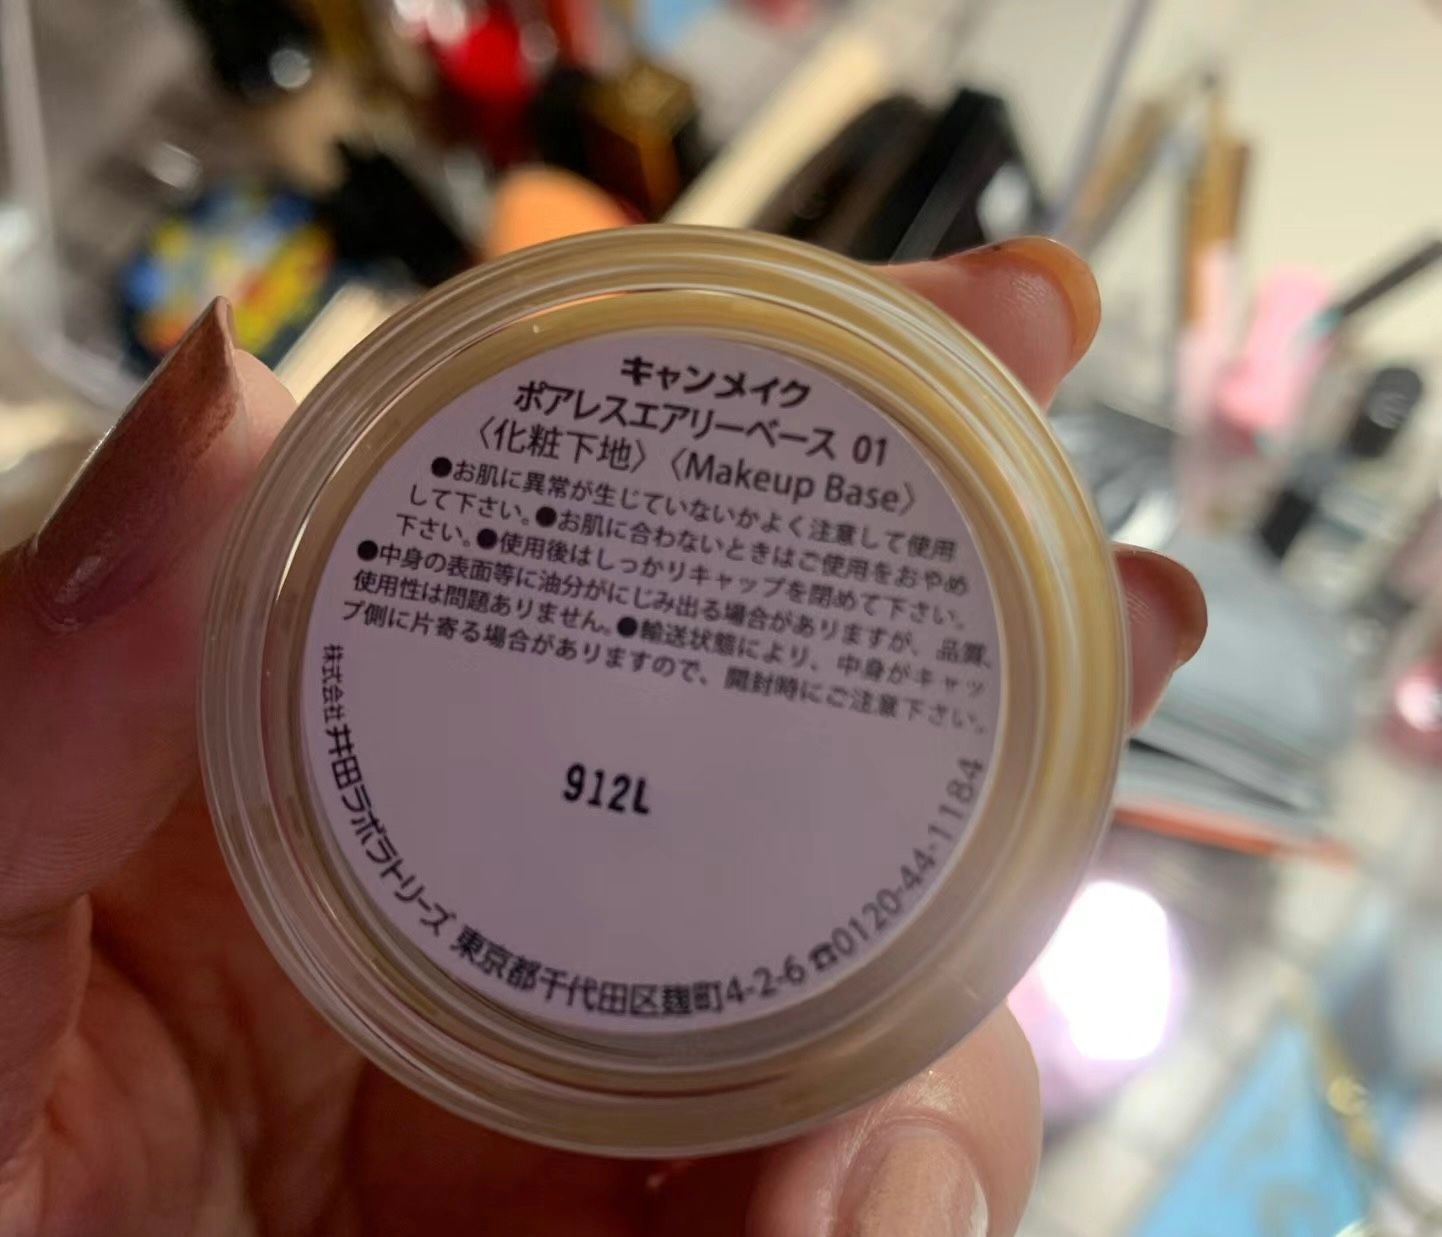 キャンメイク
ポアレスエアリーベース 01
〈化粧下地〉〈Makeup Base〉
●お肌に異常が生じていないかよく注意して使用
して下さい。●お肌に合わないときはご使用をおやめ
下さい。●使用後はしっかりキャップを閉めて下さい。
●中身の表面等に油分がにじみ出る場合がありますが、品質、
使用性は問題ありません。●輸送状態により、中身がキャッ
プ側に片寄る場合がありますので、開封時にご注意下さい。
912L
株式会社 井田ラボラトリーズ 東京都千代田区麹町4-2-6 ☎0120-44-1184